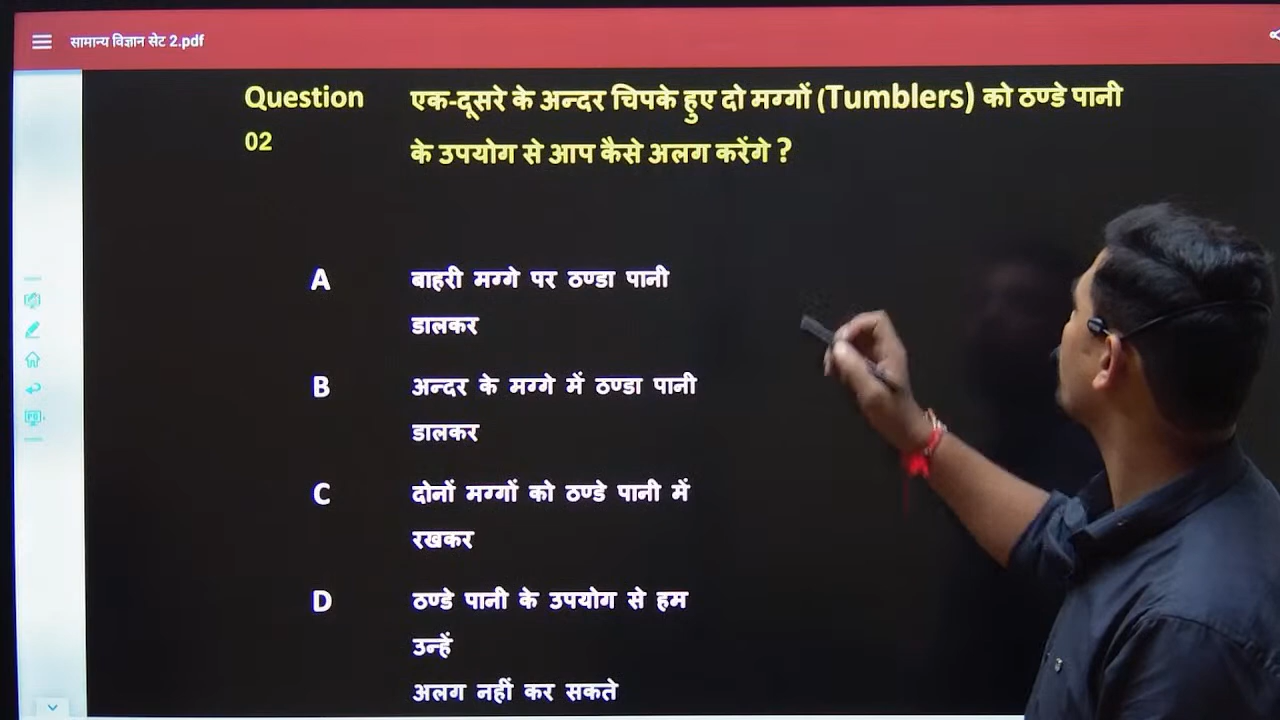 सामान्य विज्ञान सेट 2.pdf
Question 02
एक-दूसरे के अन्दर चिपके हुए दो मग्गों (Tumblers) को ठण्डे पानी
के उपयोग से आप कैसे अलग करेंगे ?
A बाहरी मग्गे पर ठण्डा पानी
डालकर
B अन्दर के मग्गे में ठण्डा पानी
डालकर
C दोनों मग्गों को ठण्डे पानी में
रखकर
D ठण्डे पानी के उपयोग से हम
उन्हें
अलग नहीं कर सकते